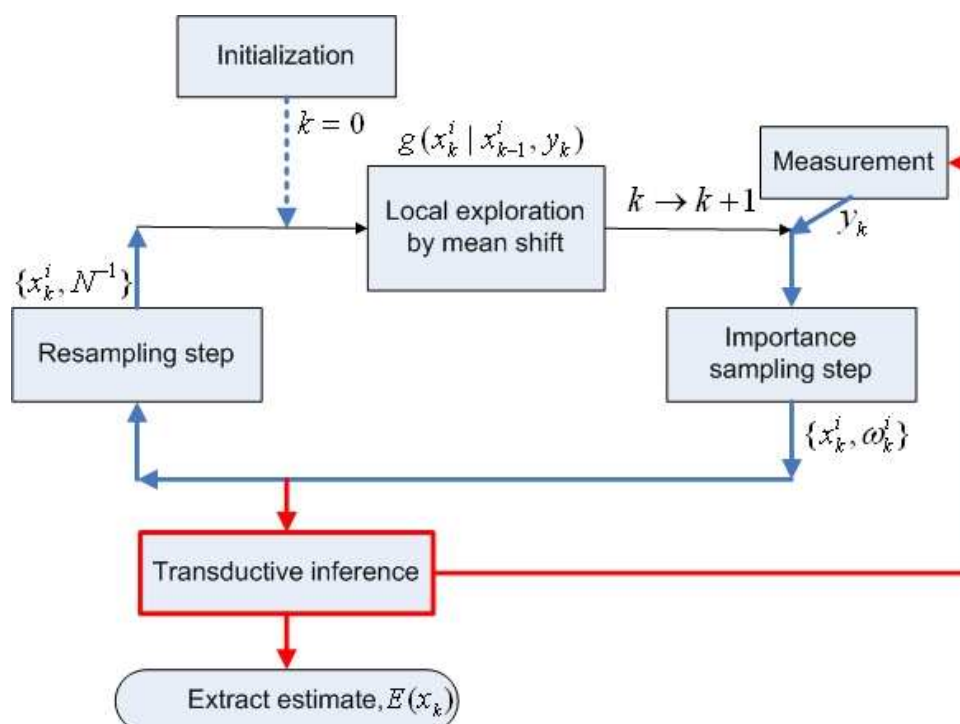 Initialization
k = 0
g(x_k^i | x_{k-1}^i, y_k)
Measurement
Local exploration
by mean shift
k → k+1
y_k
{x_k^i, N^{-1}}
Resampling step
Importance
sampling step
{x_k^i, ω_k^i}
Transductive inference
Extract estimate, E(x_k)